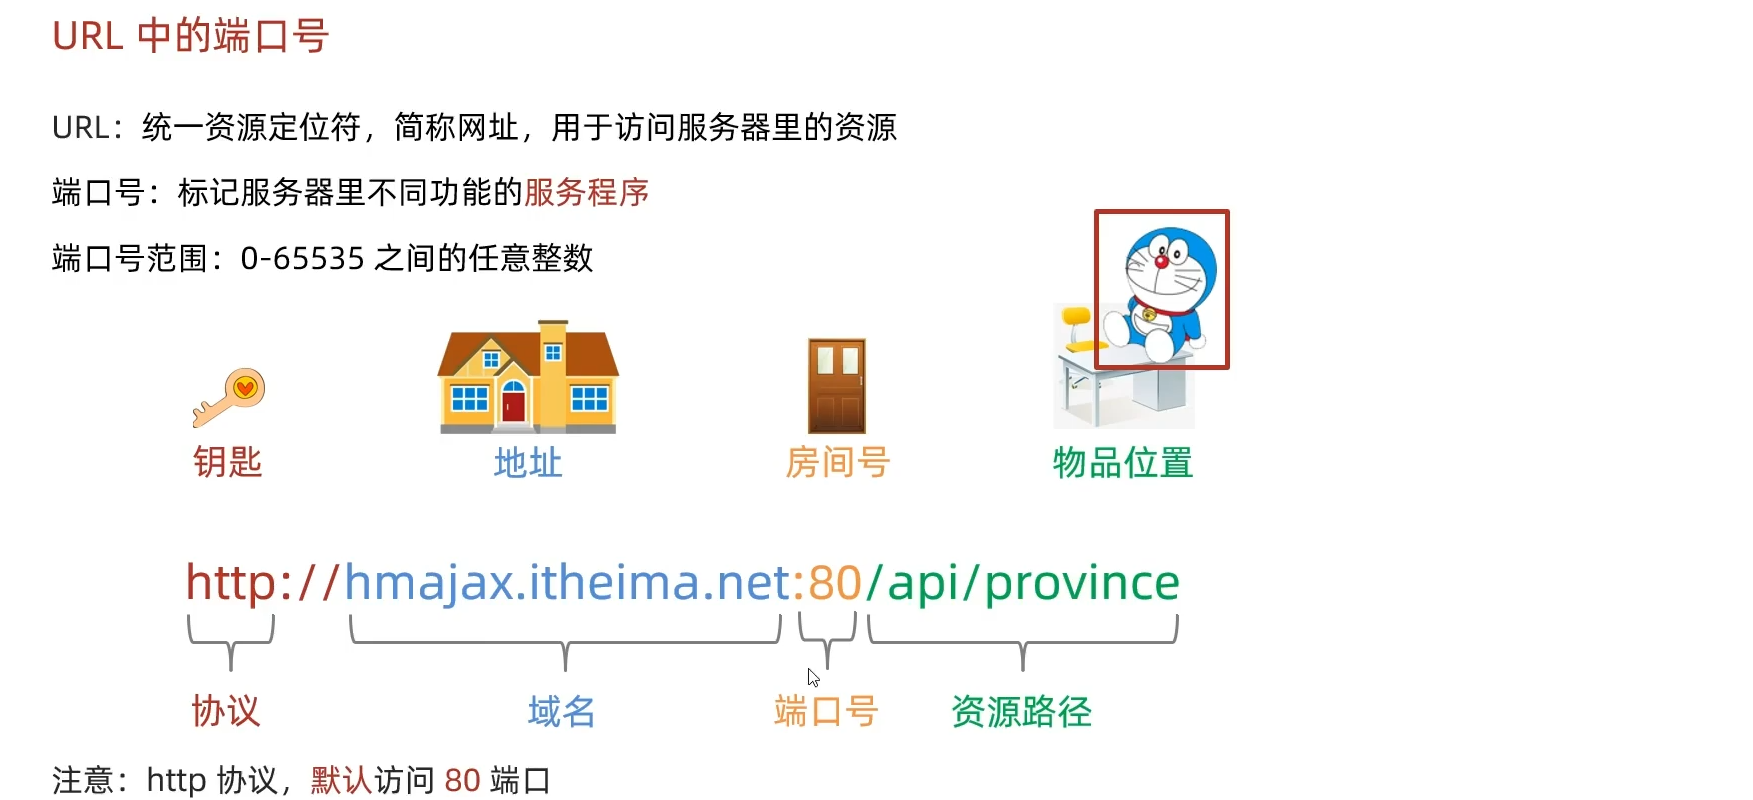 URL 中的端口号
URL：统一资源定位符，简称网址，用于访问服务器里的资源
端口号：标记服务器里不同功能的服务程序
端口号范围：0-65535 之间的任意整数
钥匙 地址 房间号 物品位置
http://hmajax.itheima.net:80/api/province
协议 域名 端口号 资源路径
注意：http 协议，默认访问 80 端口